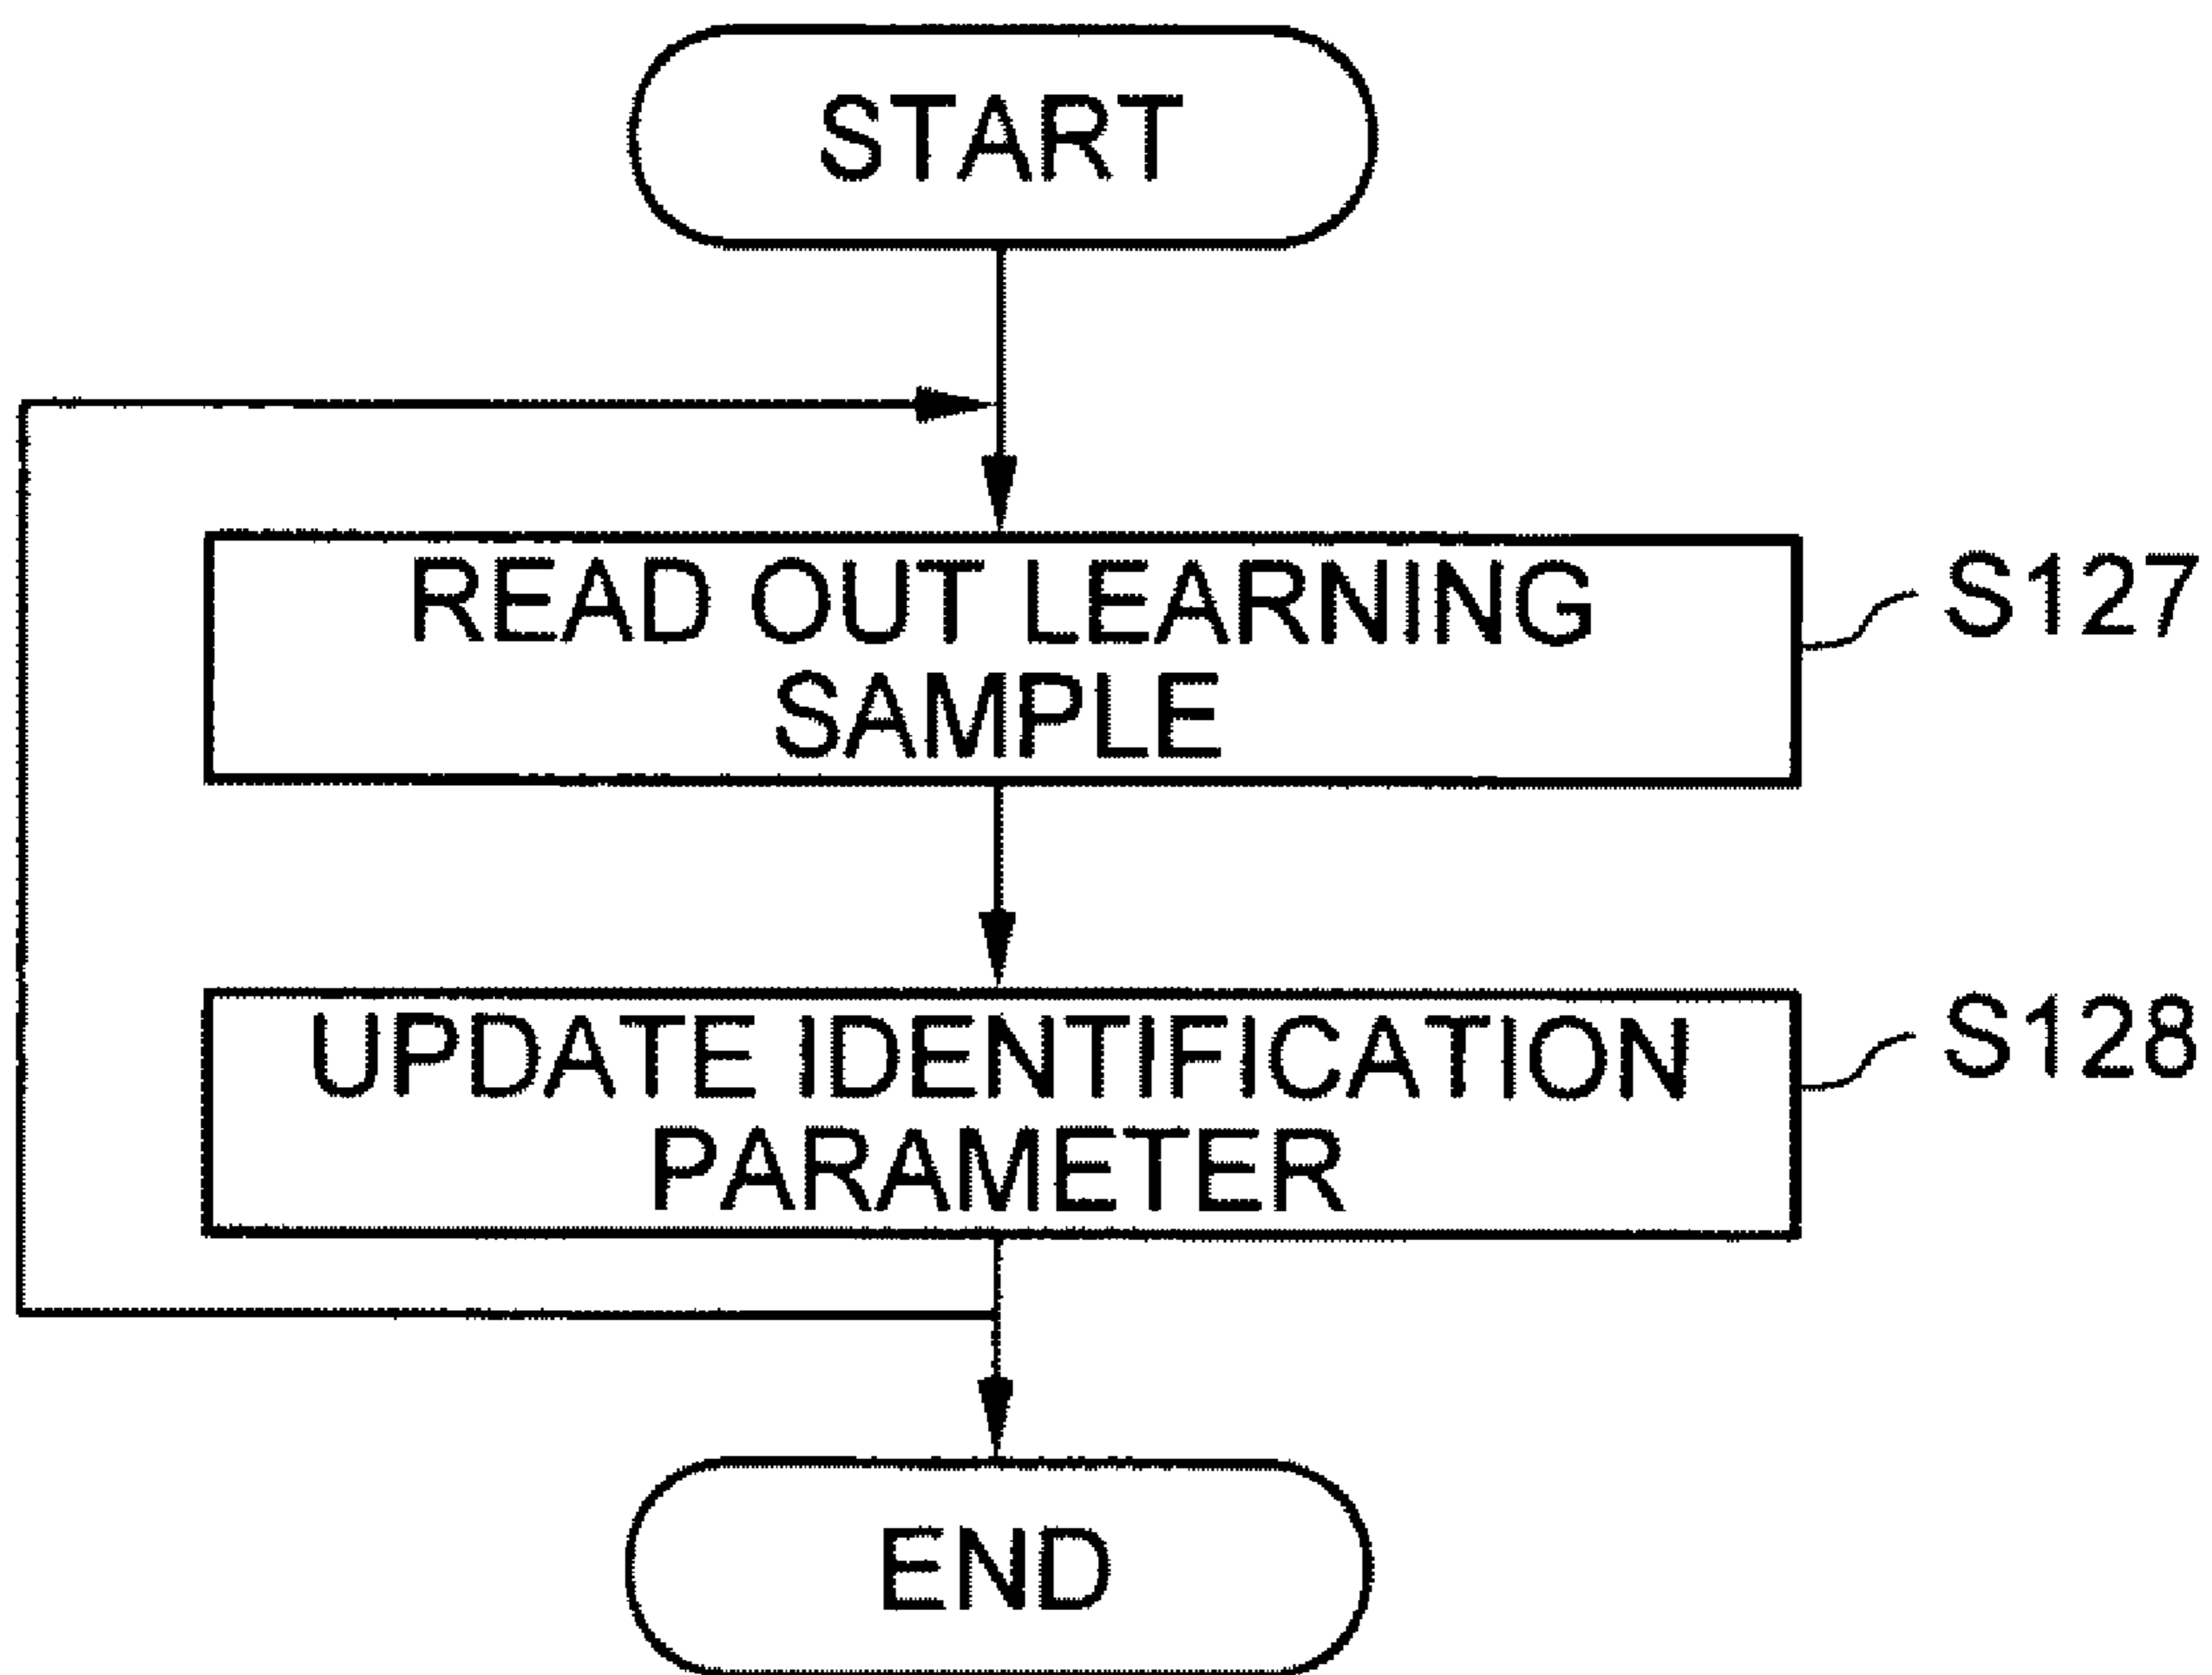 START
READ OUT LEARNING
SAMPLE
S127
UPDATE IDENTIFICATION
PARAMETER
S128
END